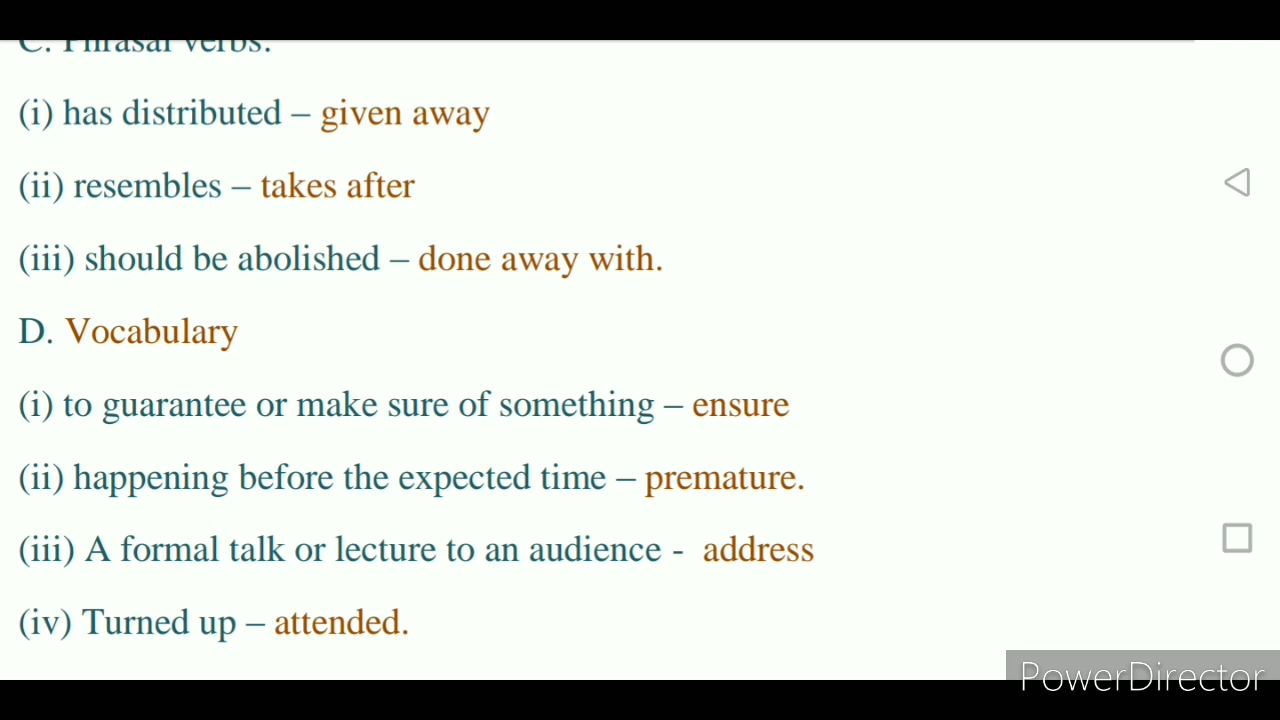 C. Phrasal verbs.
(i) has distributed – given away
(ii) resembles – takes after
(iii) should be abolished – done away with.
D. Vocabulary
(i) to guarantee or make sure of something – ensure
(ii) happening before the expected time – premature.
(iii) A formal talk or lecture to an audience - address
(iv) Turned up – attended.
PowerDirector